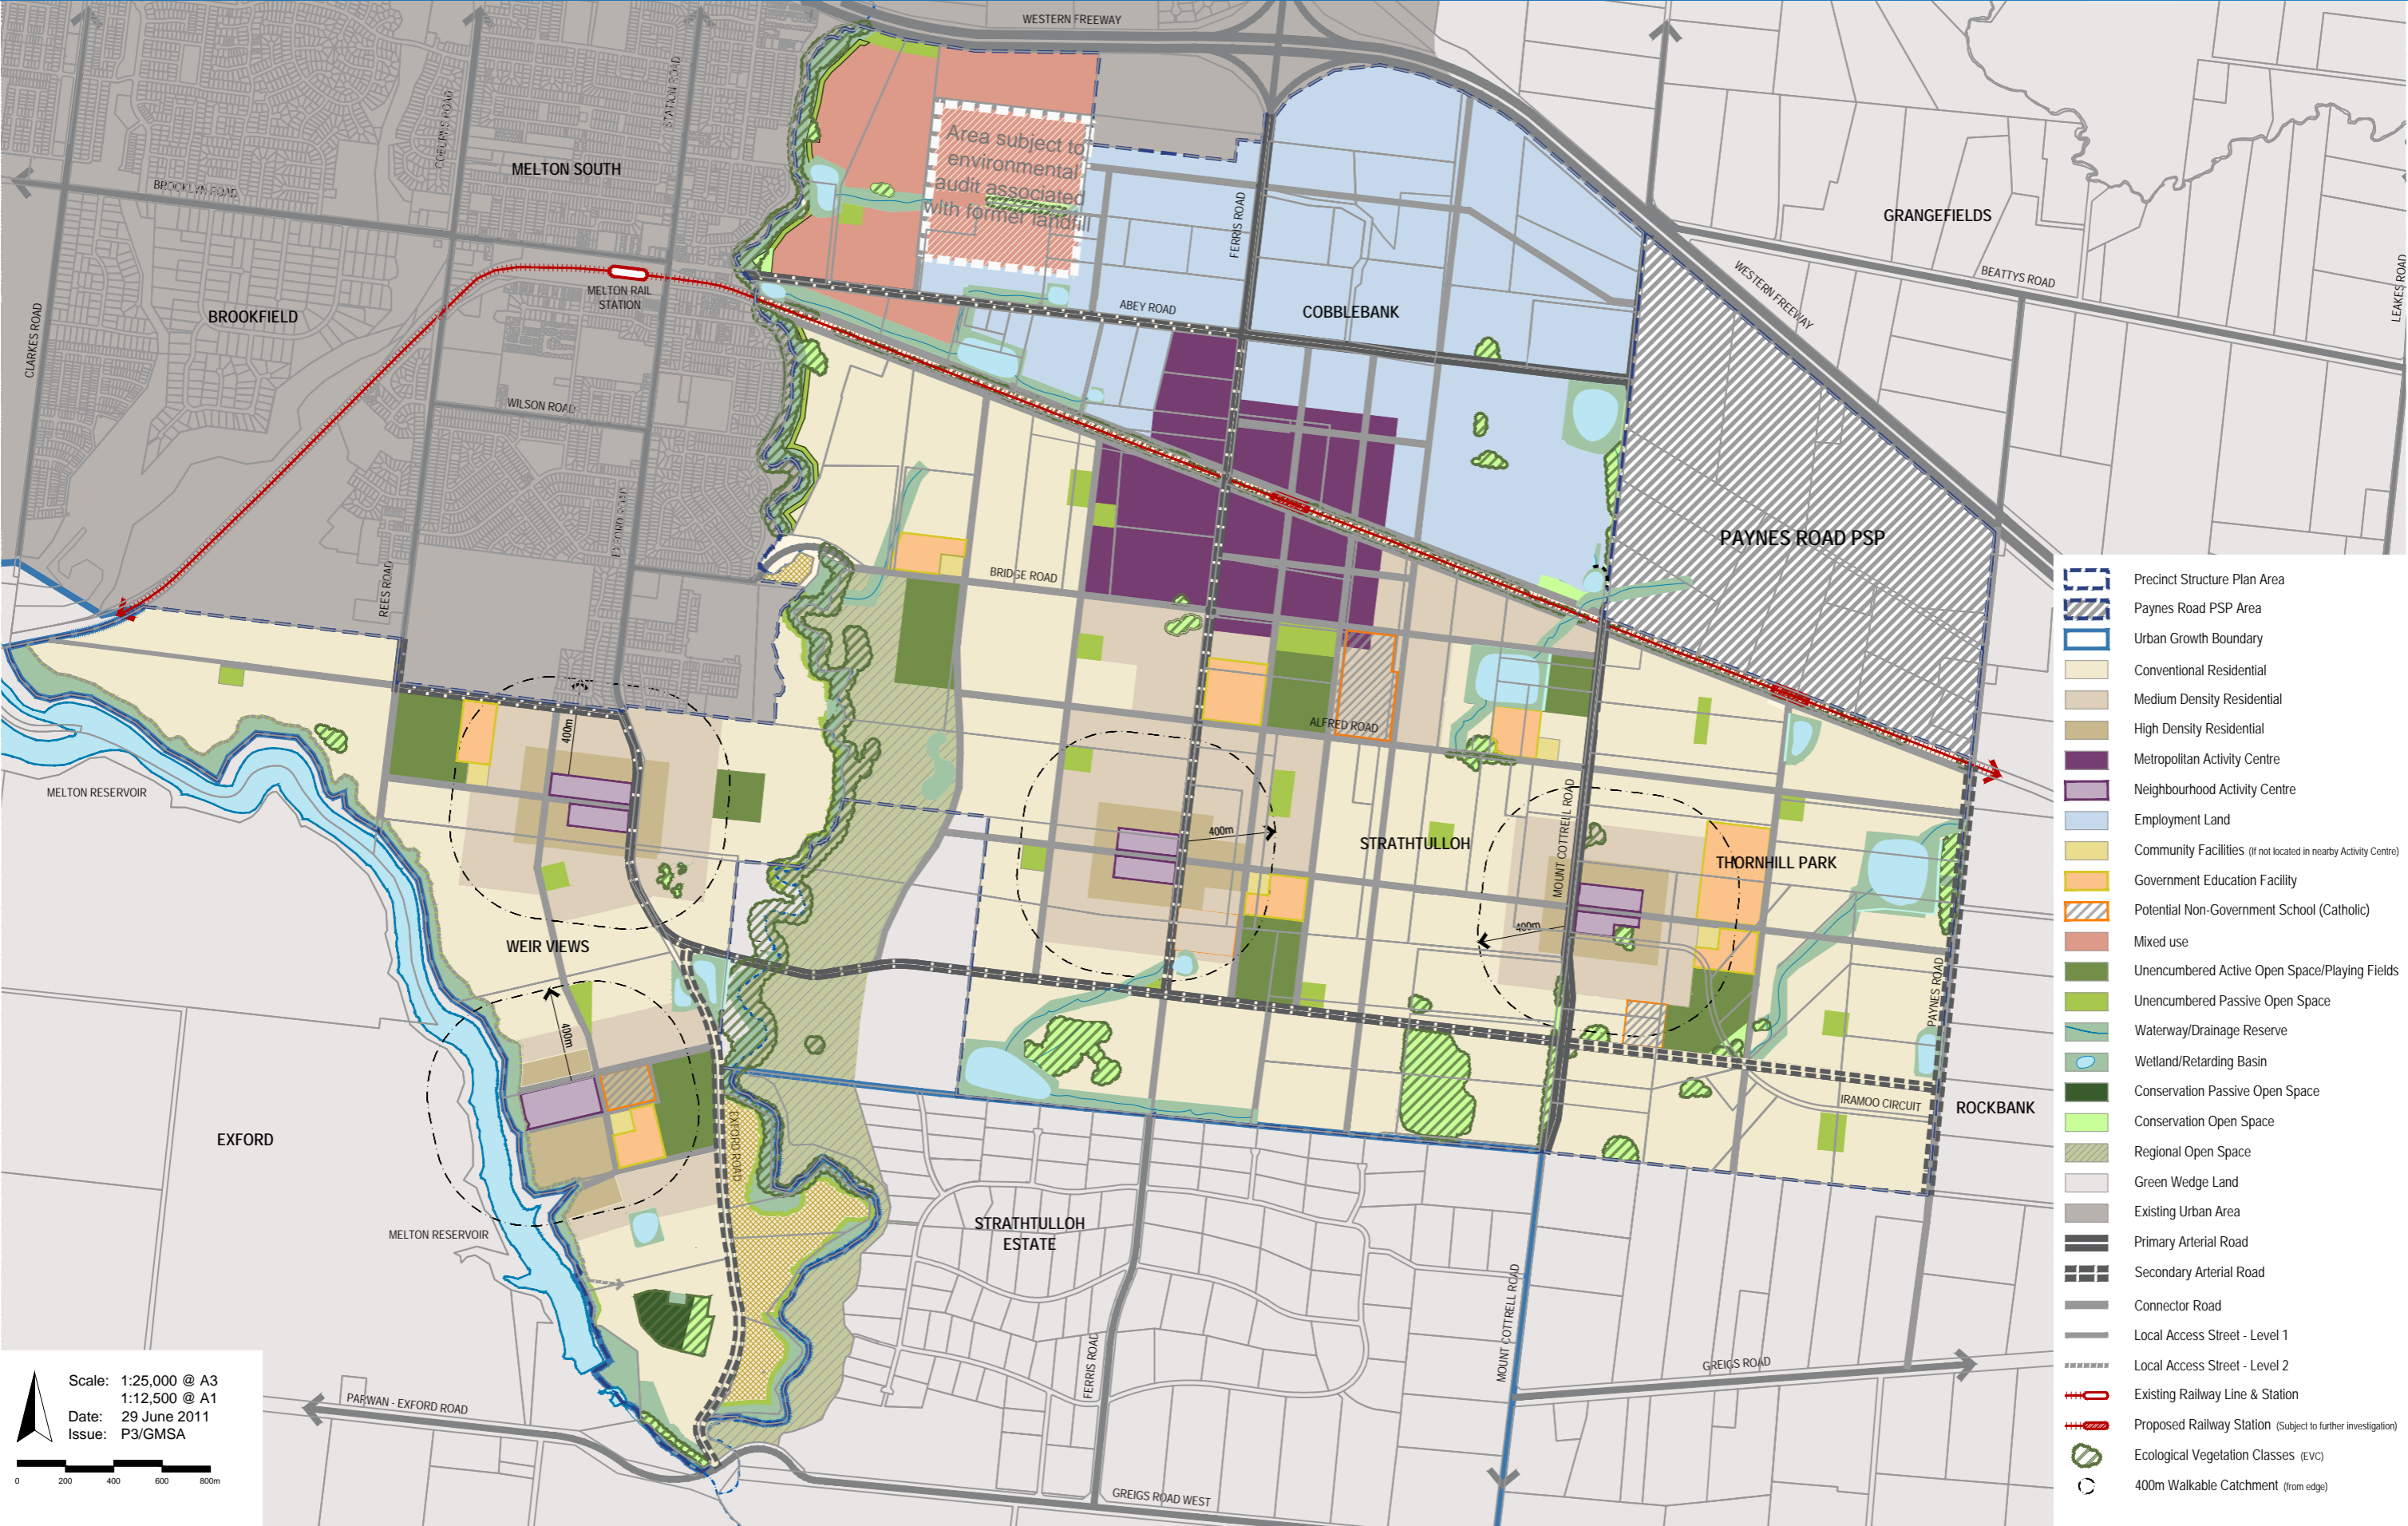 WESTERN FREEWAY
MELTON SOUTH
COBURNS ROAD
STATION ROAD
BROOKLYN ROAD
Area subject to
environmental
audit associated
with former landfill
FERRIS ROAD
GRANGEFIELDS
BEATTYS ROAD
WESTERN FREEWAY
LEAKES ROAD
MELTON RAIL
STATION
BROOKFIELD
CLARKES ROAD
ABEY ROAD
COBBLEBANK
WILSON ROAD
EXFORD ROAD
REES ROAD
BRIDGE ROAD
PAYNES ROAD PSP
ALFRED ROAD
400m
MELTON RESERVOIR
400m
STRATHTULLOH
MOUNT COTTRELL ROAD
THORNHILL PARK
400m
WEIR VIEWS
PAYNES ROAD
400m
IRAMOO CIRCUIT
ROCKBANK
EXFORD
EXFORD ROAD
MELTON RESERVOIR
STRATHTULLOH
ESTATE
MOUNT COTTRELL ROAD
FERRIS ROAD
GREIGS ROAD
PARWAN - EXFORD ROAD
GREIGS ROAD WEST
Scale: 1:25,000 @ A3
1:12,500 @ A1
Date: 29 June 2011
Issue: P3/GMSA
0 200 400 600 800m
Precinct Structure Plan Area
Paynes Road PSP Area
Urban Growth Boundary
Conventional Residential
Medium Density Residential
High Density Residential
Metropolitan Activity Centre
Neighbourhood Activity Centre
Employment Land
Community Facilities (If not located in nearby Activity Centre)
Government Education Facility
Potential Non-Government School (Catholic)
Mixed use
Unencumbered Active Open Space/Playing Fields
Unencumbered Passive Open Space
Waterway/Drainage Reserve
Wetland/Retarding Basin
Conservation Passive Open Space
Conservation Open Space
Regional Open Space
Green Wedge Land
Existing Urban Area
Primary Arterial Road
Secondary Arterial Road
Connector Road
Local Access Street - Level 1
Local Access Street - Level 2
Existing Railway Line & Station
Proposed Railway Station (Subject to further investigation)
Ecological Vegetation Classes (EVC)
400m Walkable Catchment (from edge)